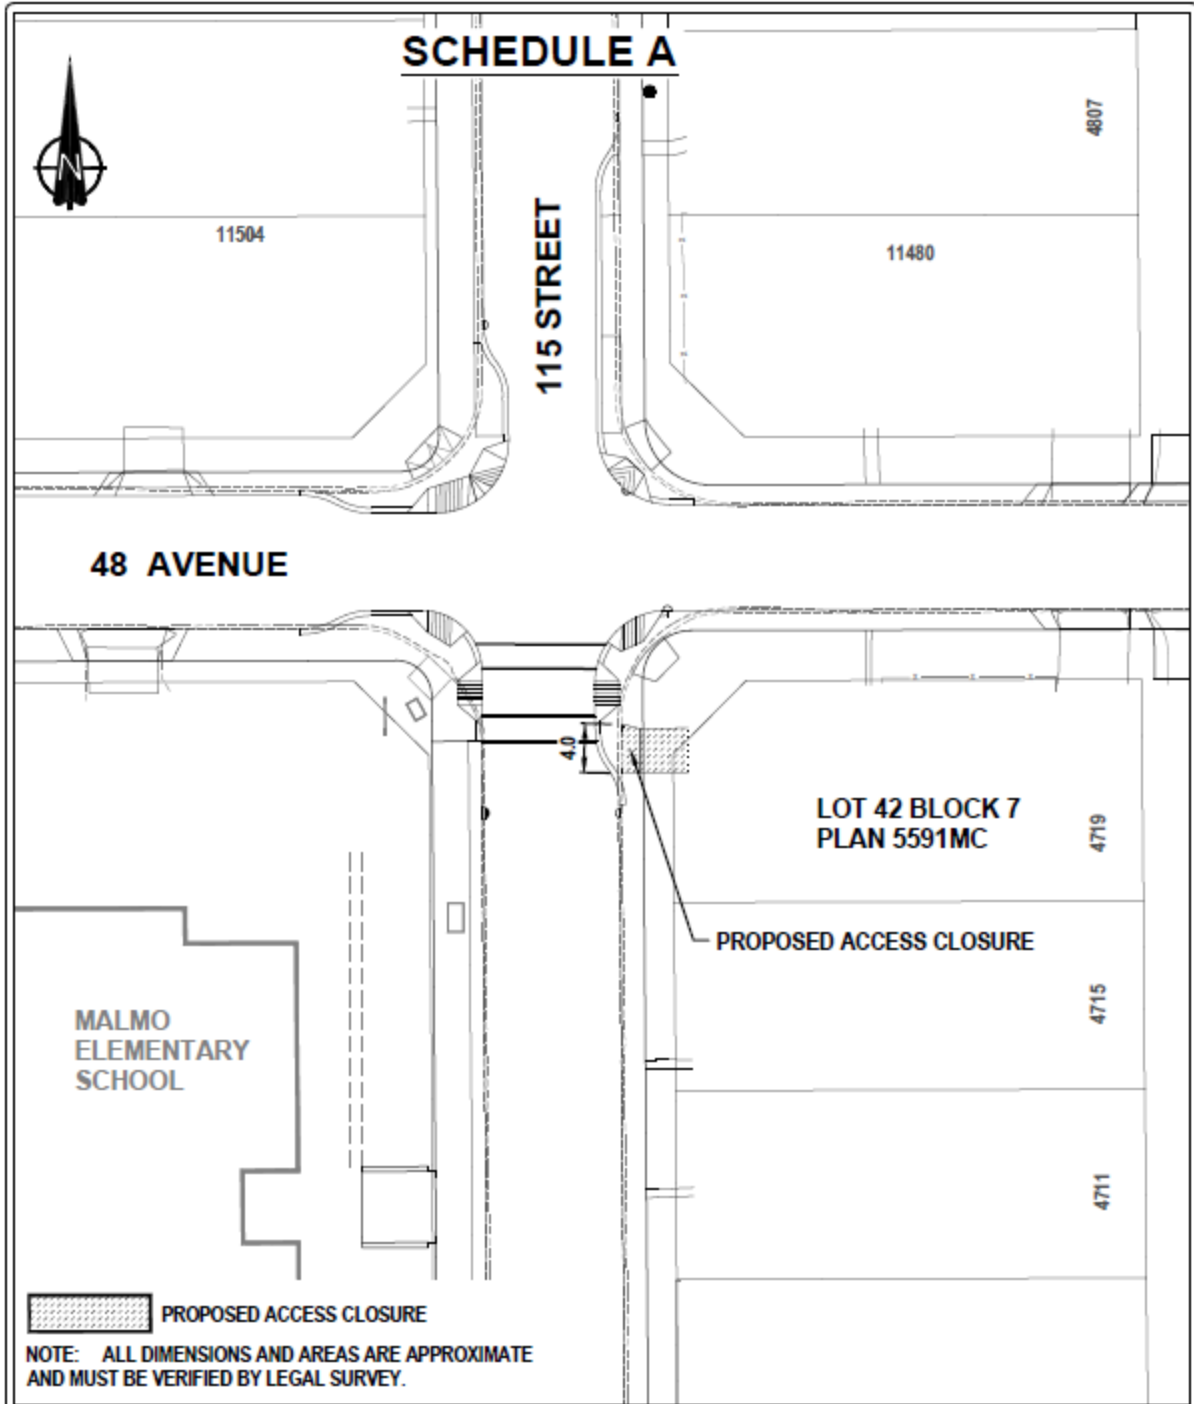 SCHEDULE A
N
4807
11504
11480
115 STREET
48 AVENUE
4.0
LOT 42 BLOCK 7
PLAN 5591MC
4719
PROPOSED ACCESS CLOSURE
4715
MALMO
ELEMENTARY
SCHOOL
4711
PROPOSED ACCESS CLOSURE
NOTE: ALL DIMENSIONS AND AREAS ARE APPROXIMATE
AND MUST BE VERIFIED BY LEGAL SURVEY.